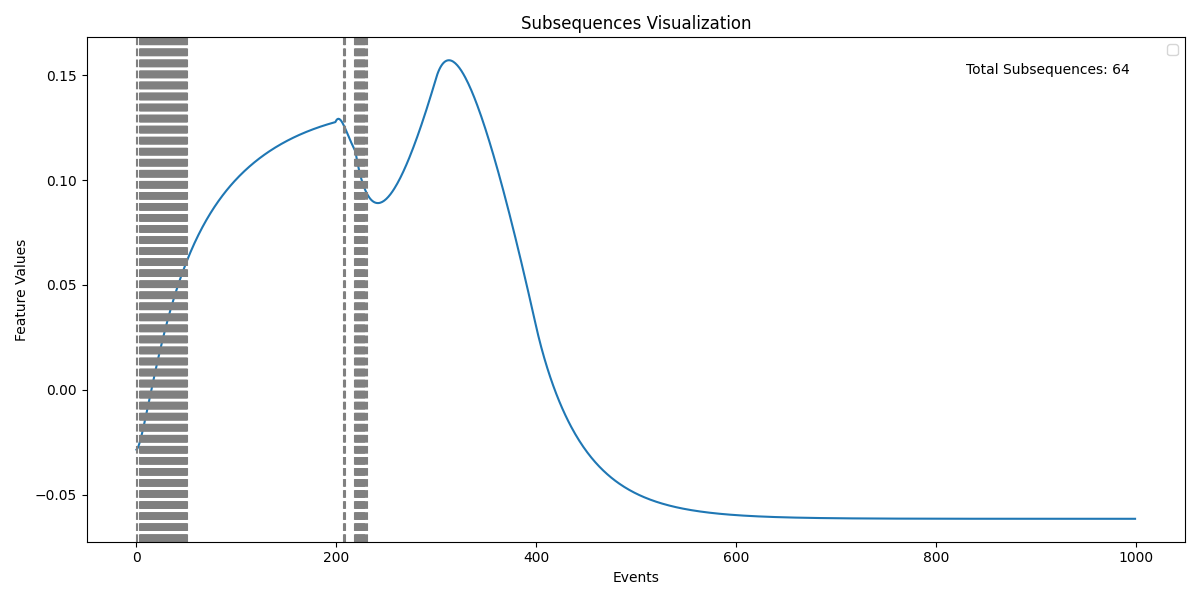 Subsequences Visualization
Total Subsequences: 64
0.15
0.10
0.05
0.00
−0.05
Feature Values
0 200 400 600 800 1000
Events